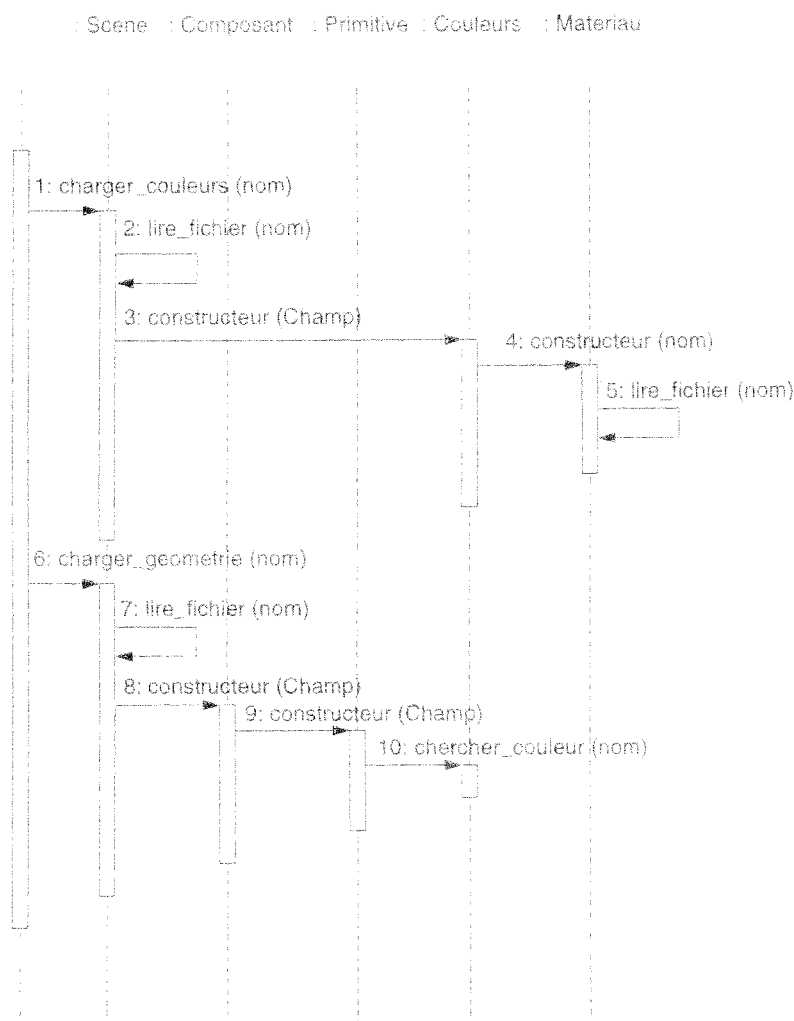 : Scene : Composant : Primitive : Couleurs : Materiau
1: charger_couleurs (nom)
2: lire_fichier (nom)
3: constructeur (Champ)
4: constructeur (nom)
5: lire_fichier (nom)
6: charger_geometrie (nom)
7: lire_fichier (nom)
8: constructeur (Champ)
9: constructeur (Champ)
10: chercher_couleur (nom)